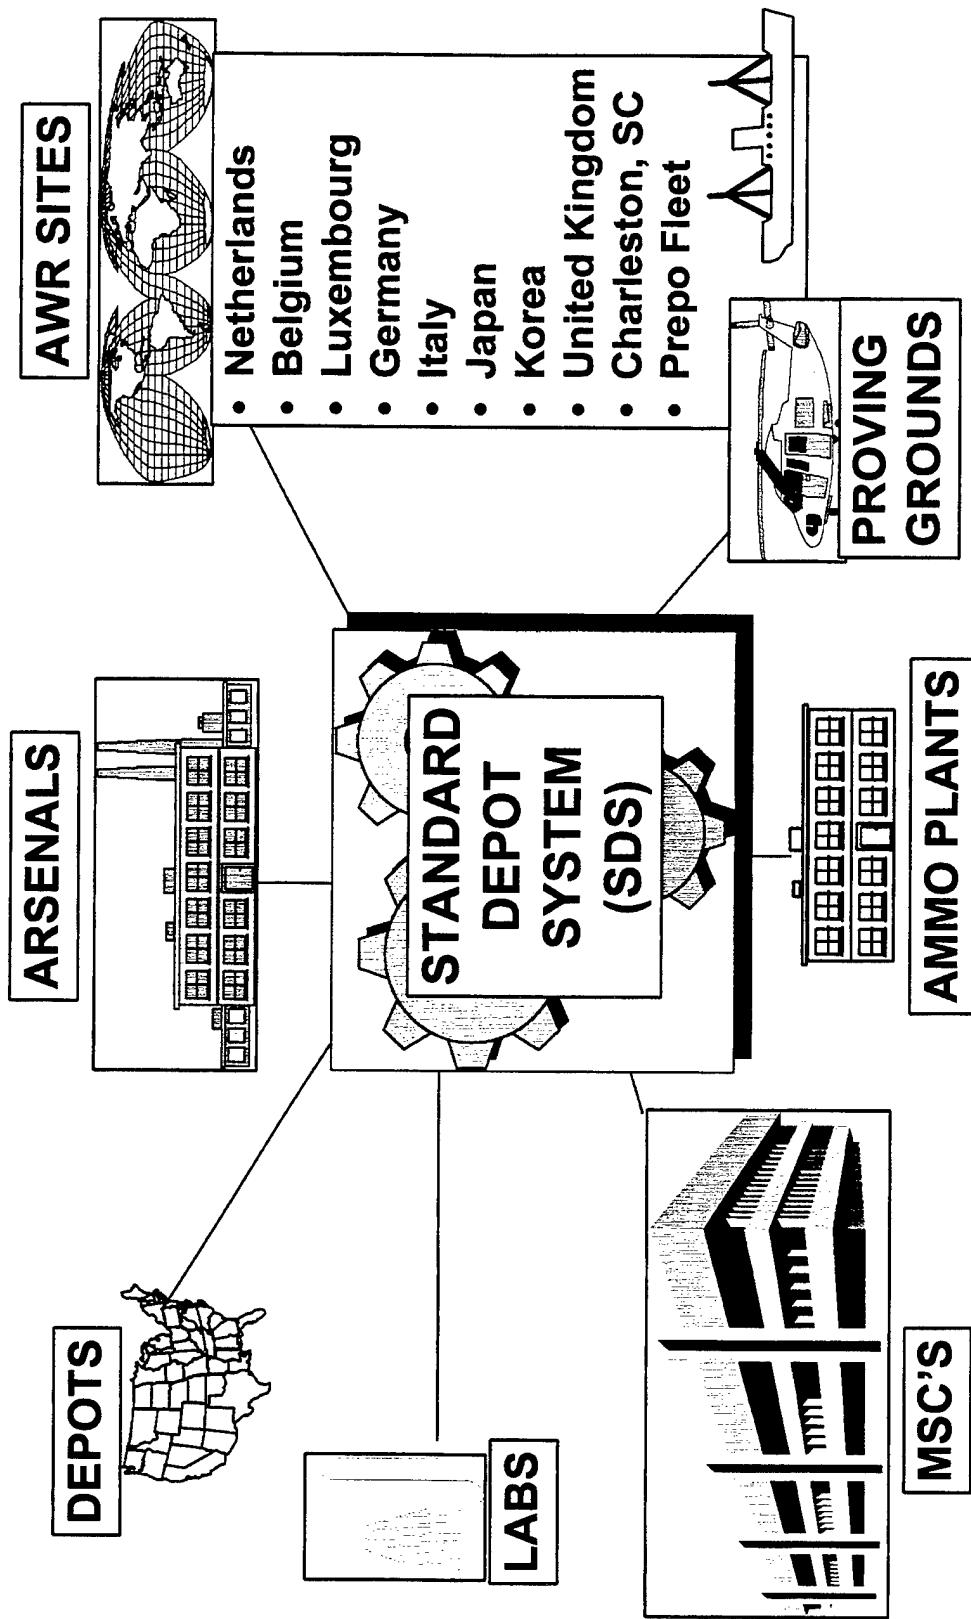 DEPOTS
ARSENALS
AWR SITES
• Netherlands
• Belgium
• Luxembourg
• Germany
• Italy
• Japan
• Korea
• United Kingdom
• Charleston, SC
• Prepo Fleet
LABS
STANDARD
DEPOT
SYSTEM
(SDS)
MSC'S
AMMO PLANTS
PROVING
GROUNDS